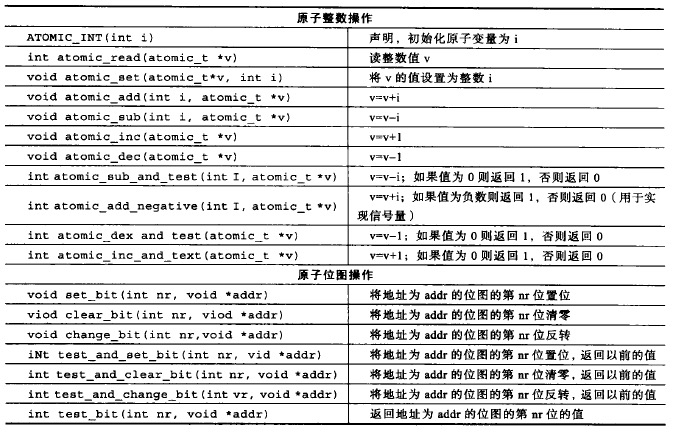 原子整数操作
ATOMIC_INT(int i) 声明，初始化原子变量为 i
int atomic_read(atomic_t *v) 读整数值 v
void atomic_set(atomic_t*v, int i) 将 v 的值设置为整数 i
void atomic_add(int i, atomic_t *v) v=v+i
void atomic_sub(int i, atomic_t *v) v=v-i
void atomic_inc(atomic_t *v) v=v+1
void atomic_dec(atomic_t *v) v=v-1
int atomic_sub_and_test(int I, atomic_t *v) v=v-i；如果值为 0 则返回 1，否则返回 0
int atomic_add_negative(int I, atomic_t *v) v=v+i；如果值为负数则返回 1，否则返回 0（用于实
现信号量）
int atomic_dex and test(atomic_t *v) v=v-1；如果值为 0 则返回 1，否则返回 0
int atomic_inc_and_text(atomic_t *v) v=v+1；如果值为 0 则返回 1，否则返回 0
原子位图操作
void set_bit(int nr, void *addr) 将地址为 addr 的位图的第 nr 位置位
viod clear_bit(int nr, viod *addr) 将地址为 addr 的位图的第 nr 位清零
void change_bit(int nr,void *addr) 将地址为 addr 的位图的第 nr 位反转
iNt test_and_set_bit(int nr, vid *addr) 将地址为 addr 的位图的第 nr 位置位，返回以前的值
int test_and_clear_bit(int nr, void *addr) 将地址为 addr 的位图的第 nr 位清零，返回以前的值
int test_and_change_bit(int vr, void *addr) 将地址为 addr 的位图的第 nr 位反转，返回以前的值
int test_bit(int nr, void *addr) 返回地址为 addr 的位图的第 nr 位的值